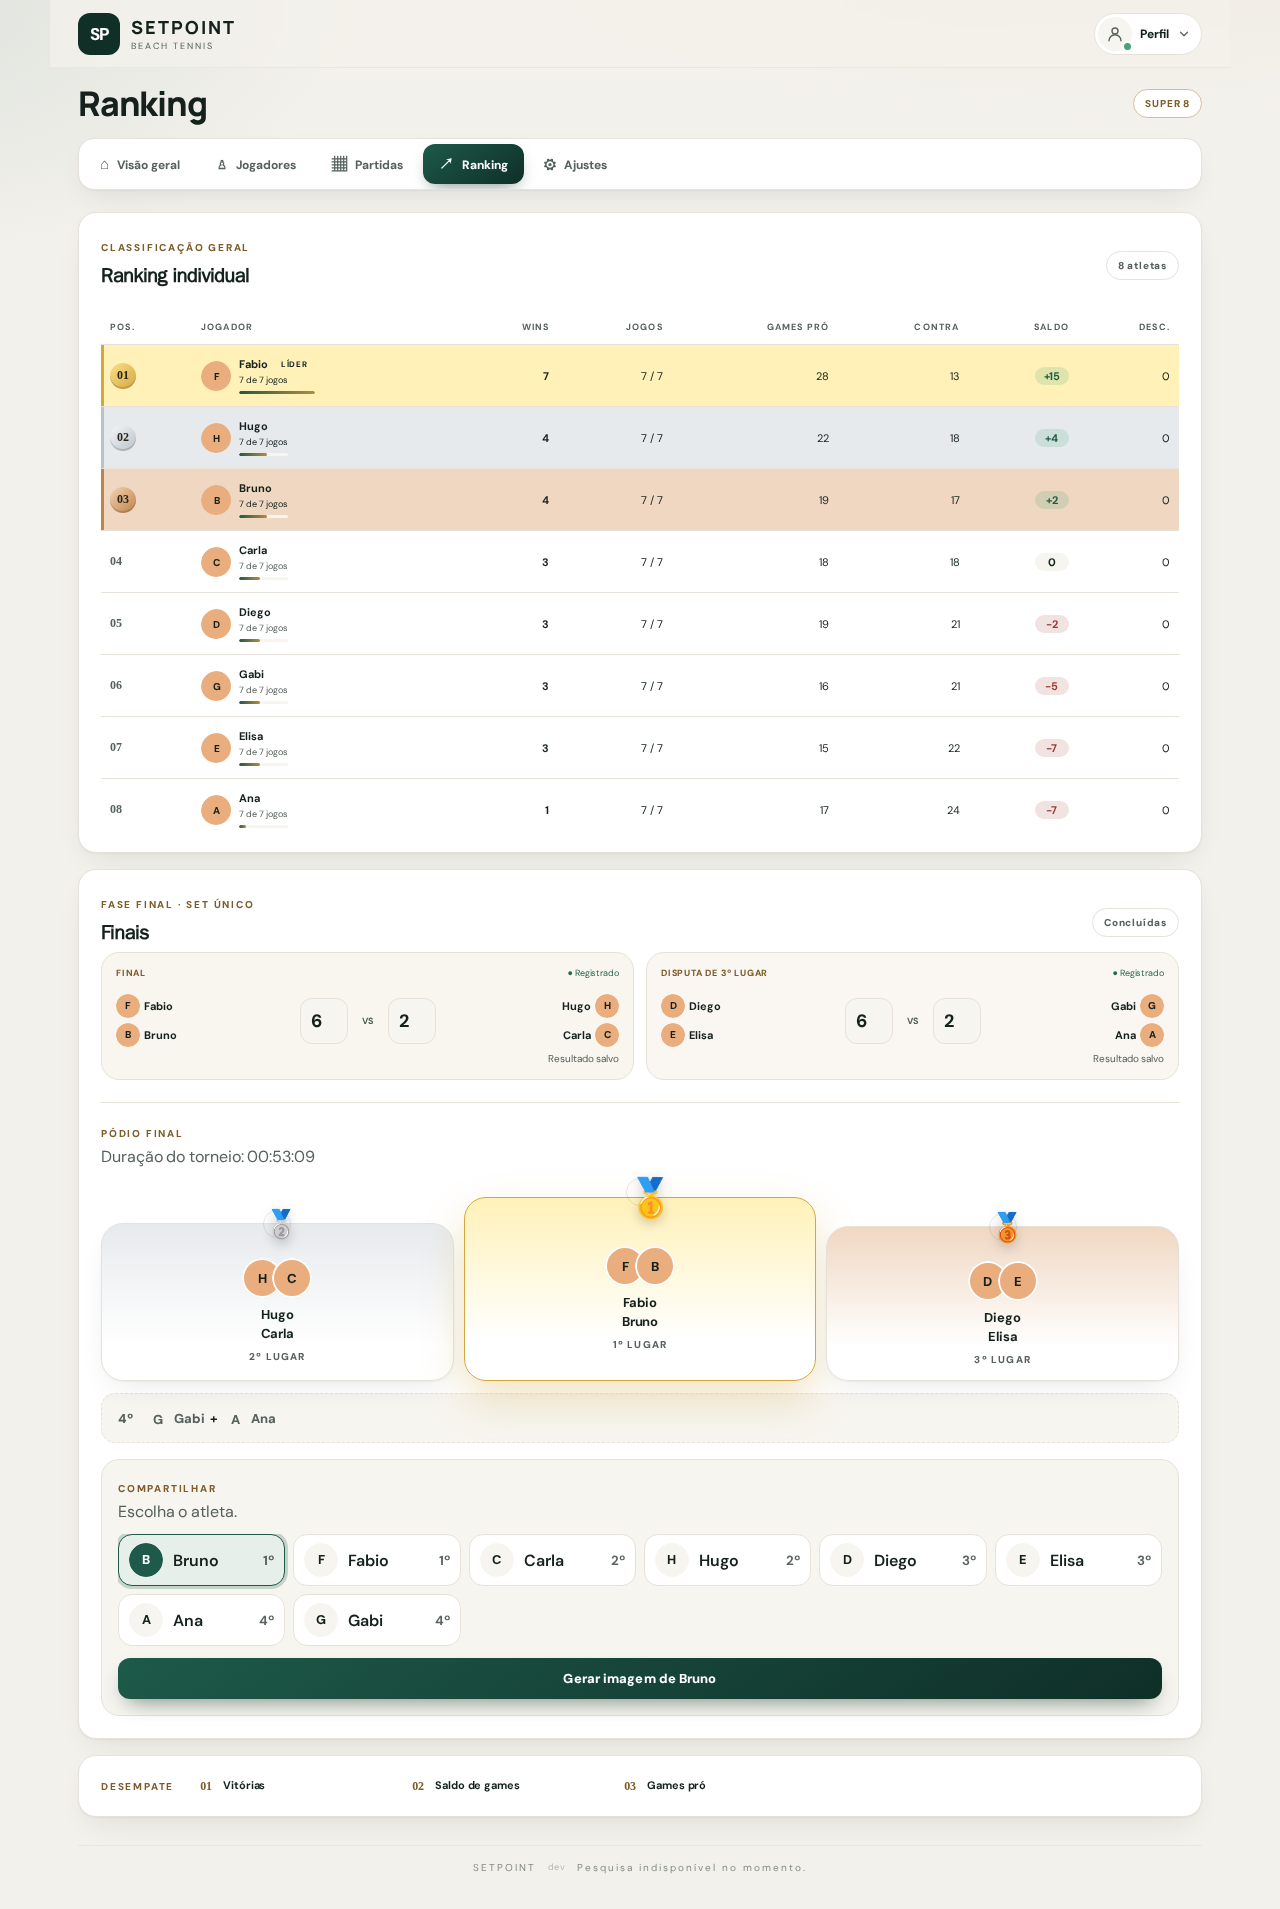 SP SETPOINT
BEACH TENNIS
Perfil
Ranking
SUPER 8
Visão geral Jogadores Partidas Ranking Ajustes
CLASSIFICAÇÃO GERAL
Ranking individual
8 atletas
POS. JOGADOR WINS JOGOS GAMES PRÓ CONTRA SALDO DESC.
01 F Fabio LÍDER 7 7 / 7 28 13 +15 0
7 de 7 jogos
02 H Hugo 4 7 / 7 22 18 +4 0
7 de 7 jogos
03 B Bruno 4 7 / 7 19 17 +2 0
7 de 7 jogos
04 C Carla 3 7 / 7 18 18 0 0
7 de 7 jogos
05 D Diego 3 7 / 7 19 21 -2 0
7 de 7 jogos
06 G Gabi 3 7 / 7 16 21 -5 0
7 de 7 jogos
07 E Elisa 3 7 / 7 15 22 -7 0
7 de 7 jogos
08 A Ana 1 7 / 7 17 24 -7 0
7 de 7 jogos
FASE FINAL · SET ÚNICO
Finais
Concluídas
FINAL ● Registrado
F Fabio
B Bruno
6 VS 2
Hugo H
Carla C
Resultado salvo
DISPUTA DE 3º LUGAR ● Registrado
D Diego
E Elisa
6 VS 2
Gabi G
Ana A
Resultado salvo
PÓDIO FINAL
Duração do torneio: 00:53:09
2
H C
Hugo
Carla
2º LUGAR
1
F B
Fabio
Bruno
1º LUGAR
3
D E
Diego
Elisa
3º LUGAR
4º G Gabi + A Ana
COMPARTILHAR
Escolha o atleta.
B Bruno 1º F Fabio 1º C Carla 2º H Hugo 2º D Diego 3º E Elisa 3º
A Ana 4º G Gabi 4º
Gerar imagem de Bruno
DESEMPATE 01 Vitórias 02 Saldo de games 03 Games pró
SETPOINT dev Pesquisa indisponível no momento.